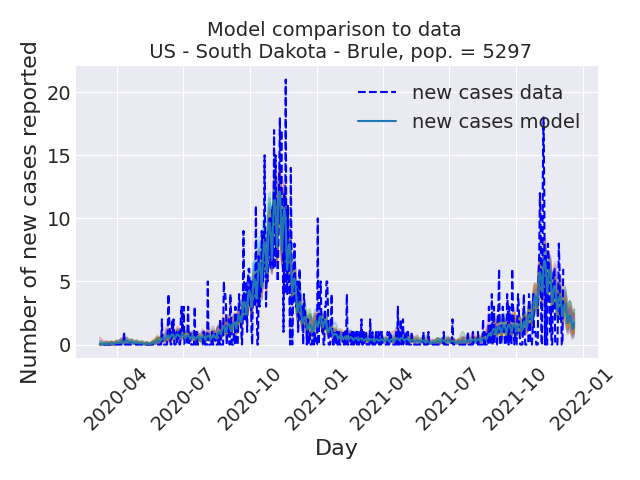 Model comparison to data
US - South Dakota - Brule, pop. = 5297
Number of new cases reported
20
15
10
5
0
new cases data
new cases model
2020-04
2020-07
2020-10
2021-01
2021-04
2021-07
2021-10
2022-01
Day